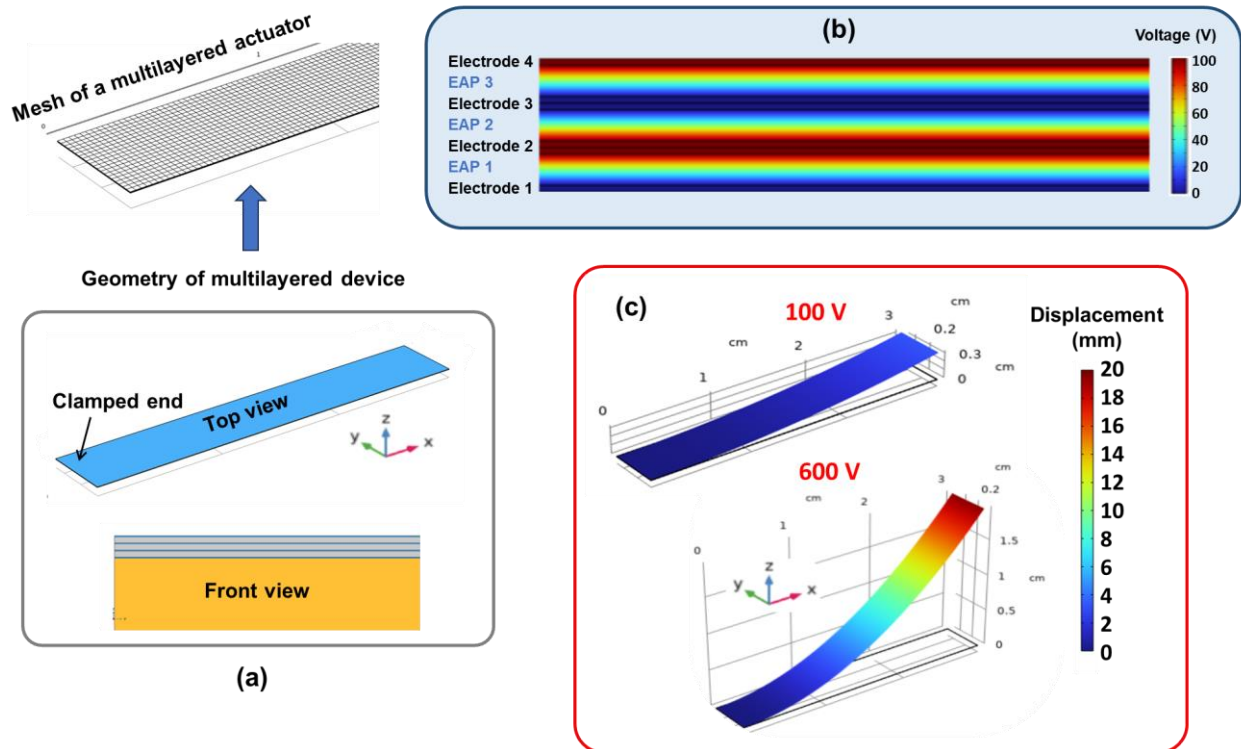 Mesh of a multilayered actuator
0
1
Geometry of multilayered device
Clamped end
Top view
z
y
x
Front view
(a)
(b)
Voltage (V)
Electrode 4
EAP 3
Electrode 3
EAP 2
Electrode 2
EAP 1
Electrode 1
100
80
60
40
20
0
(c)
100 V
cm
3
0.2
0.3
cm
0
cm
2
1
0
600 V
cm
3
0.2
2
1
0
1.5
1
cm
0.5
0
z
y
x
Displacement
(mm)
20
18
16
14
12
10
8
6
4
2
0